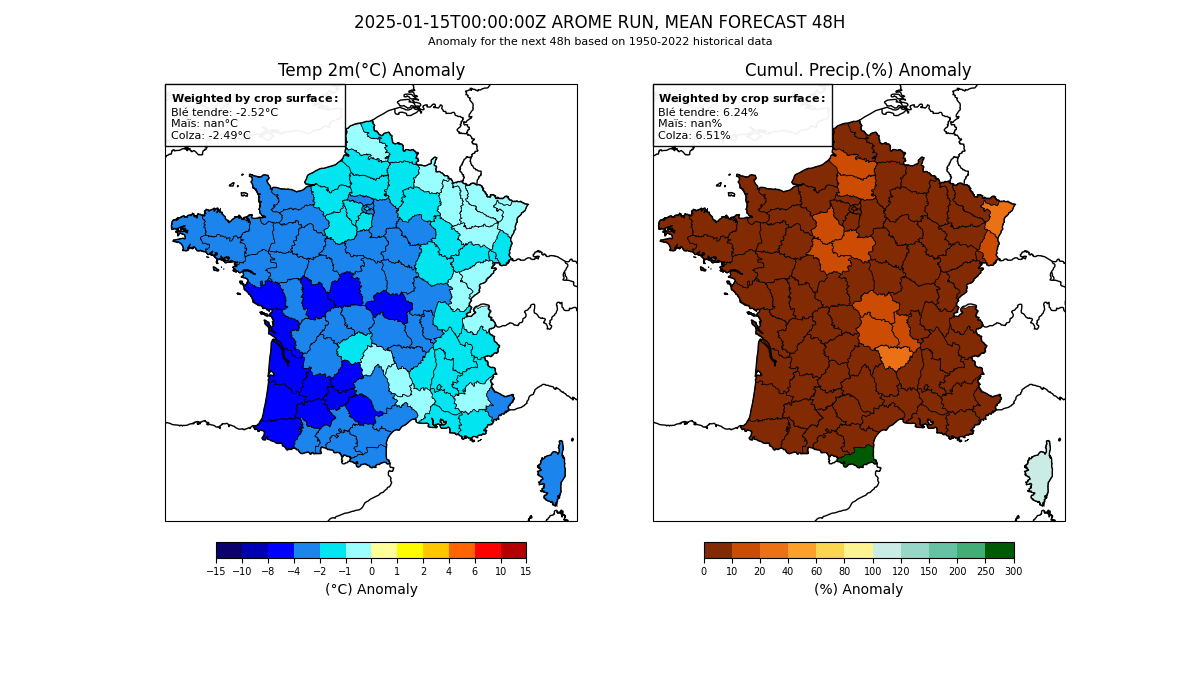 2025-01-15T00:00:00Z AROME RUN, MEAN FORECAST 48H
Anomaly for the next 48h based on 1950-2022 historical data
Temp 2m(°C) Anomaly
Weighted by crop surface:
Blé tendre: -2.52°C
Maïs: nan°C
Colza: -2.49°C
−15 −10 −8 −4 −2 −1 0 1 2 4 6 10 15
(°C) Anomaly
Cumul. Precip.(%) Anomaly
Weighted by crop surface:
Blé tendre: 6.24%
Maïs: nan%
Colza: 6.51%
0 10 20 40 60 80 100 120 150 200 250 300
(%) Anomaly